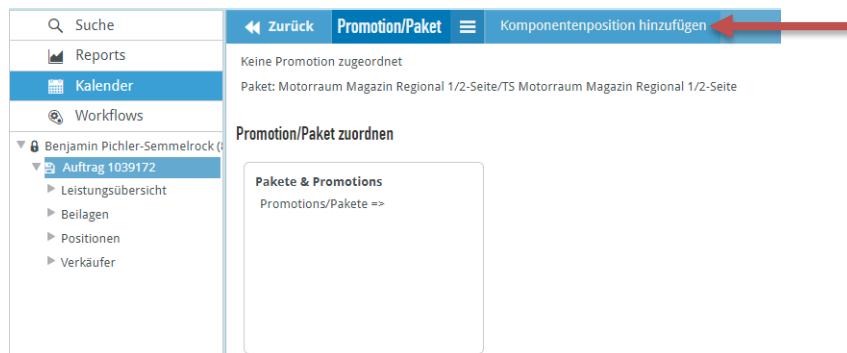 Suche
Reports
Kalender
Workflows
Benjamin Pichler-Semmelrock
Auftrag 1039172
Leistungsübersicht
Beilagen
Positionen
Verkäufer
Zurück Promotion/Paket Komponentenposition hinzufügen
Keine Promotion zugeordnet
Paket: Motorraum Magazin Regional 1/2-Seite/TS Motorraum Magazin Regional 1/2-Seite
Promotion/Paket zuordnen
Pakete & Promotions
Promotions/Pakete =>